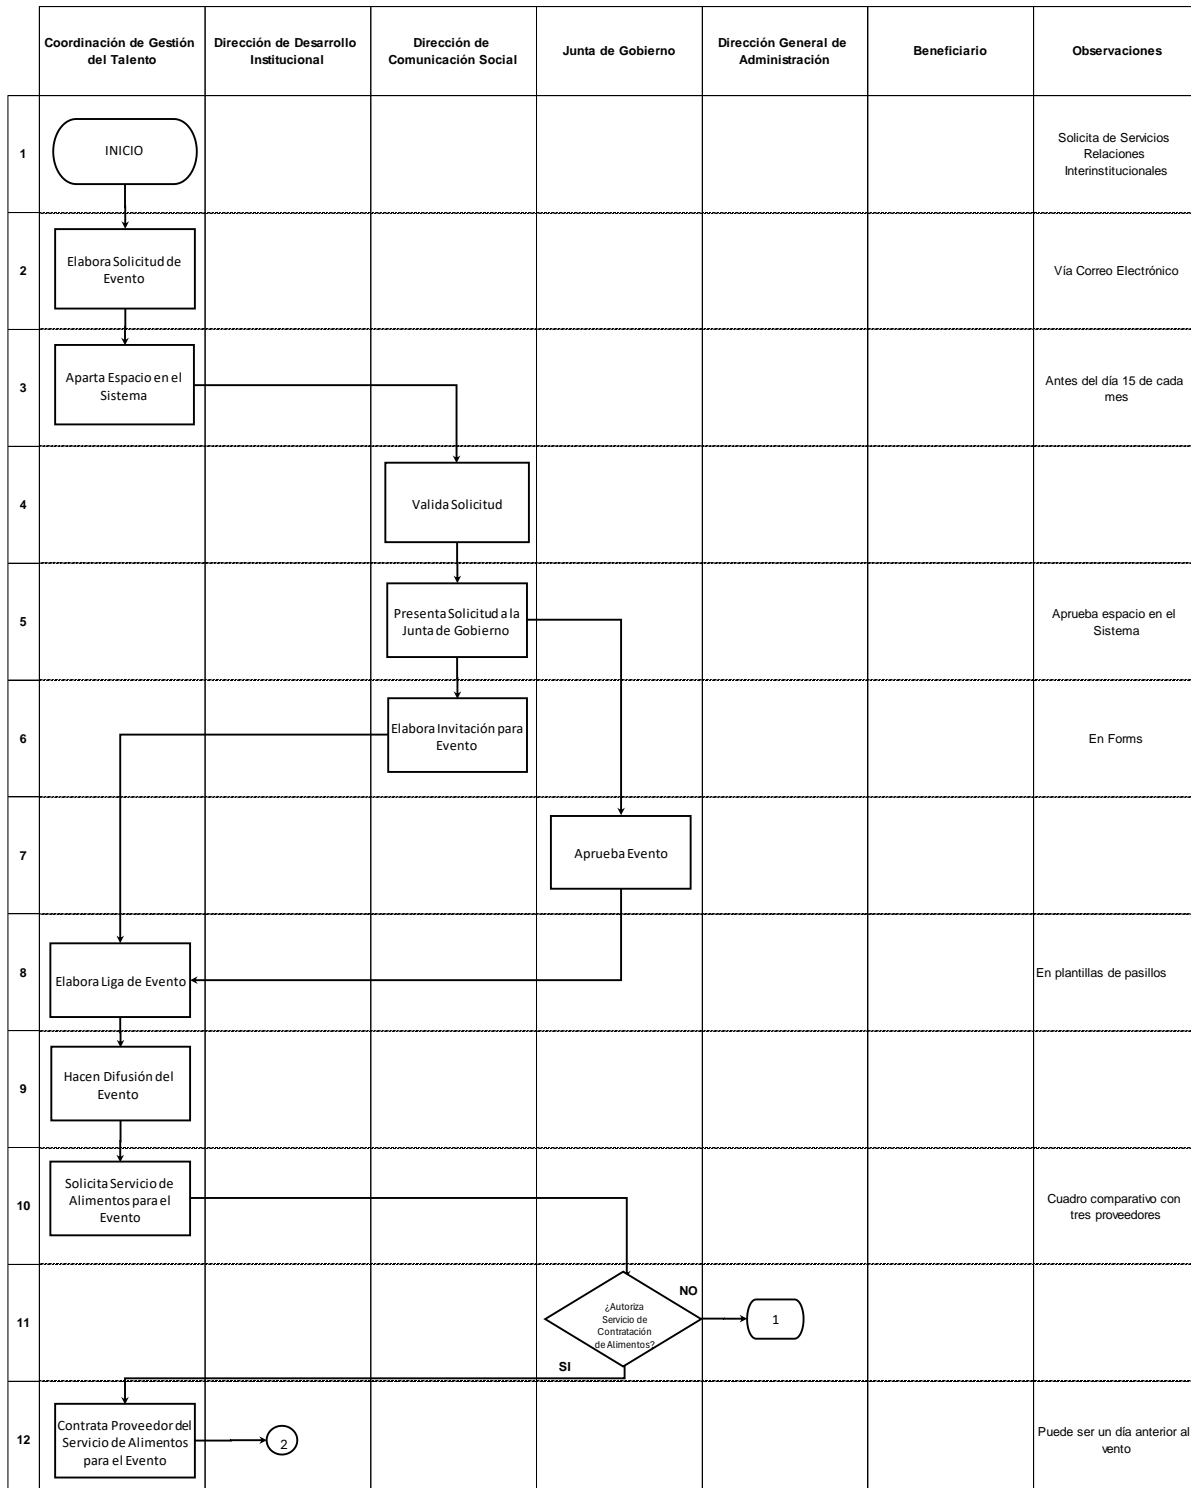 Coordinación de Gestión
del Talento
Dirección de Desarrollo
Institucional
Dirección de
Comunicación Social
Junta de Gobierno
Dirección General de
Administración
Beneficiario
Observaciones
1
INICIO
Solicita de Servicios
Relaciones
Interinstitucionales
2
Elabora Solicitud de
Evento
Vía Correo Electrónico
3
Aparta Espacio en el
Sistema
Antes del día 15 de cada
mes
4
Valida Solicitud
5
Presenta Solicitud a la
Junta de Gobierno
Aprueba espacio en el
Sistema
6
Elabora Invitación para
Evento
En Forms
7
Aprueba Evento
8
Elabora Liga de Evento
En plantillas de pasillos
9
Hacen Difusión del
Evento
10
Solicita Servicio de
Alimentos para el
Evento
Cuadro comparativo con
tres proveedores
11
¿Autoriza
Servicio de
Contratación
de Alimentos?
NO
1
SI
12
Contrata Proveedor del
Servicio de Alimentos
para el Evento
2
Puede ser un día anterior al
vento